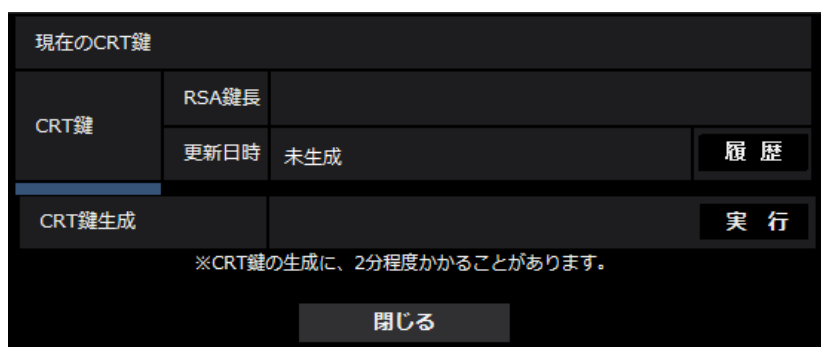 現在のCRT鍵
CRT鍵
RSA鍵長
更新日時 未生成 履 歴
CRT鍵生成 実 行
※CRT鍵の生成に、2分程度かかることがあります。
閉じる